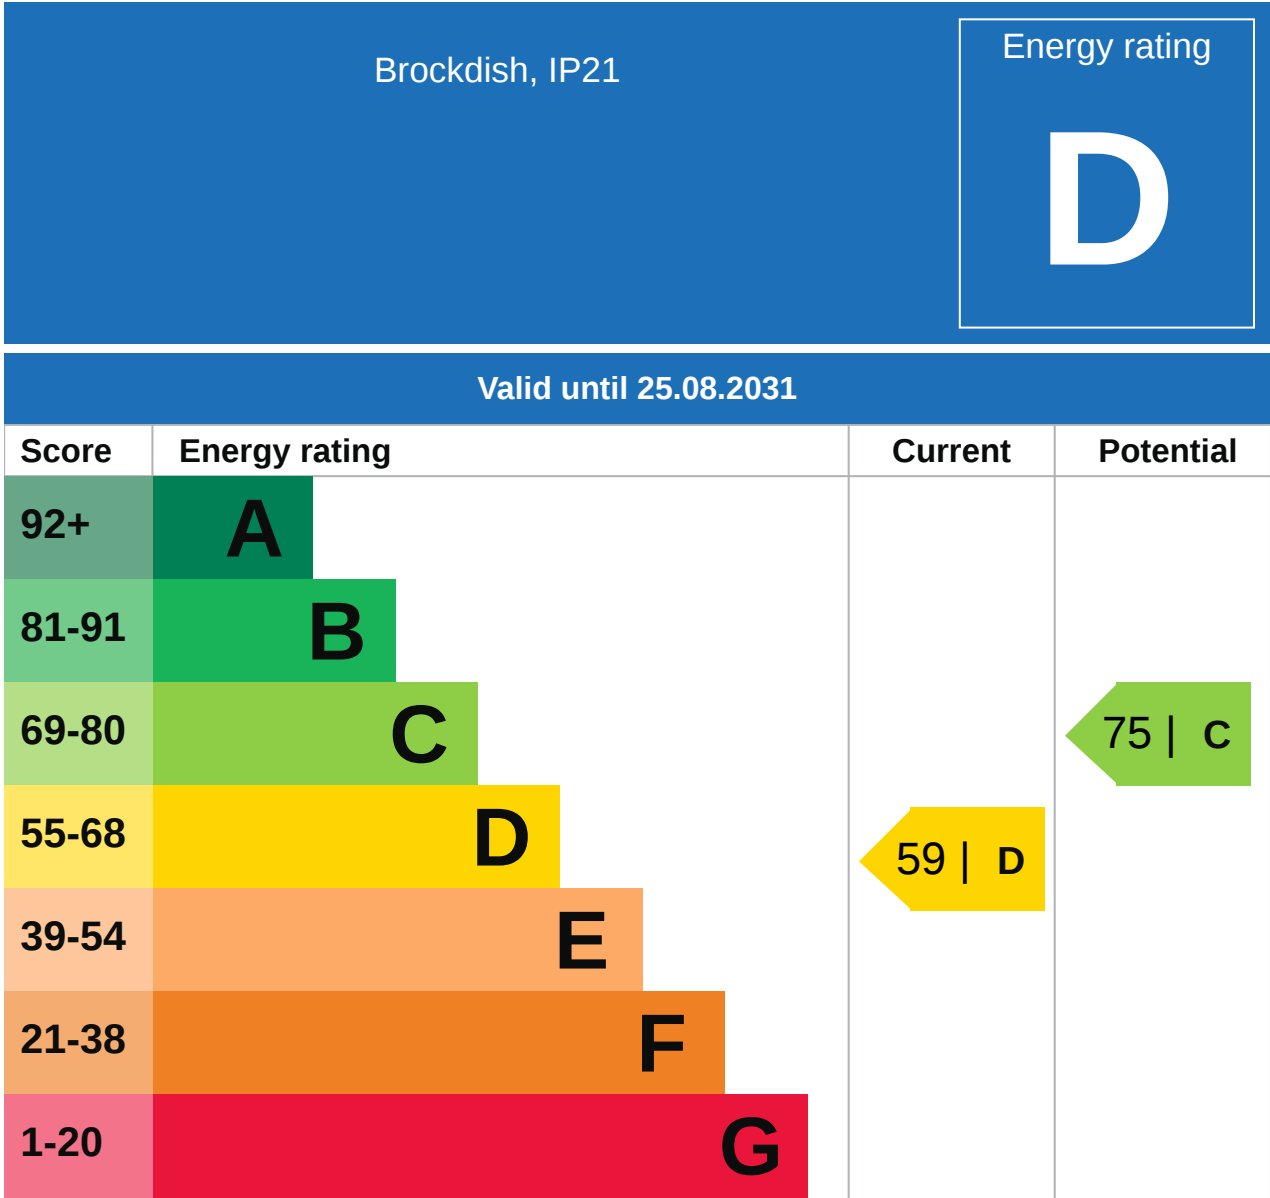 Brockdish, IP21
Energy rating
D
Valid until 25.08.2031
Score Energy rating Current Potential
92+ A
81-91 B
69-80 C 75 | C
55-68 D 59 | D
39-54 E
21-38 F
1-20 G